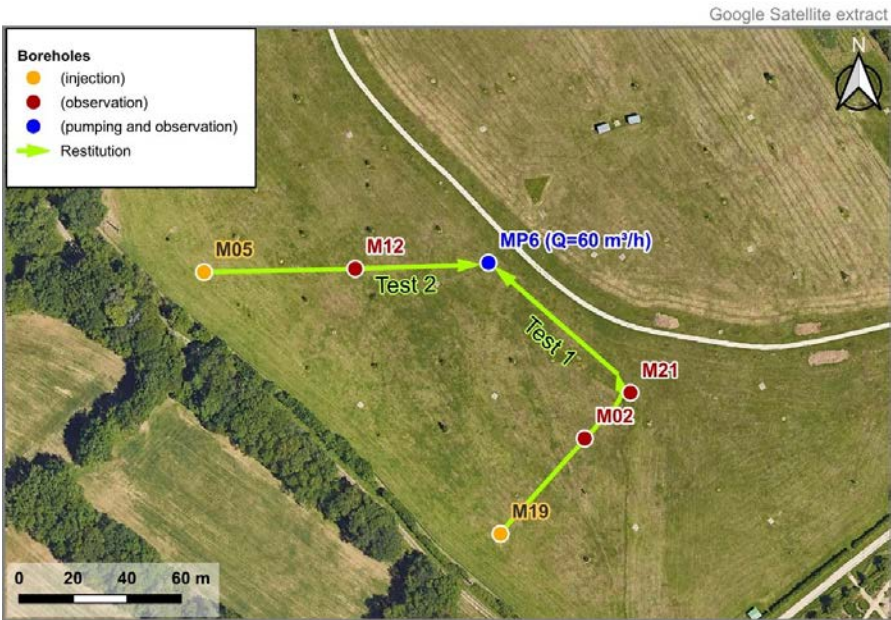 Google Satellite extract
Boreholes
(injection)
(observation)
(pumping and observation)
Restitution
N
M05
M12
MP6 (Q=60 m³/h)
Test 2
Test 1
M21
M02
M19
0 20 40 60 m